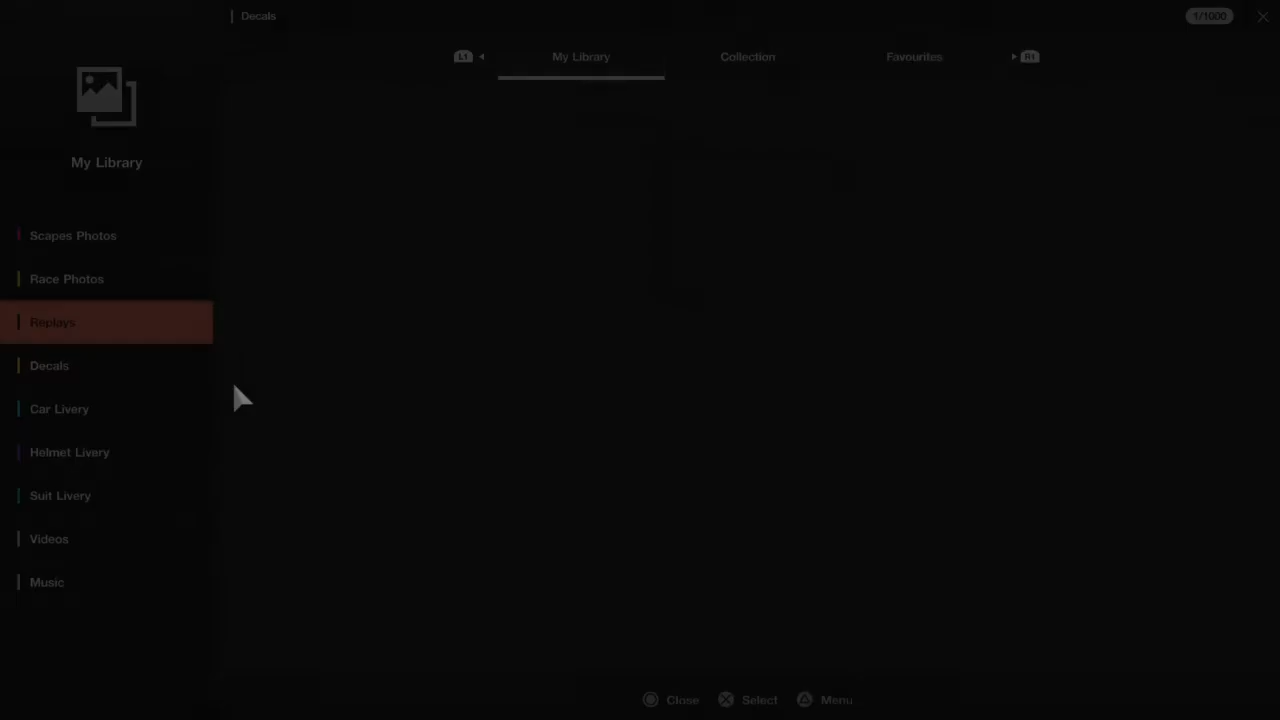 Decals
1/1000
L1
My Library
Collection
Favourites
R1
My Library
Scapes Photos
Race Photos
Replays
Decals
Car Livery
Helmet Livery
Suit Livery
Videos
Music
Close
Select
Menu